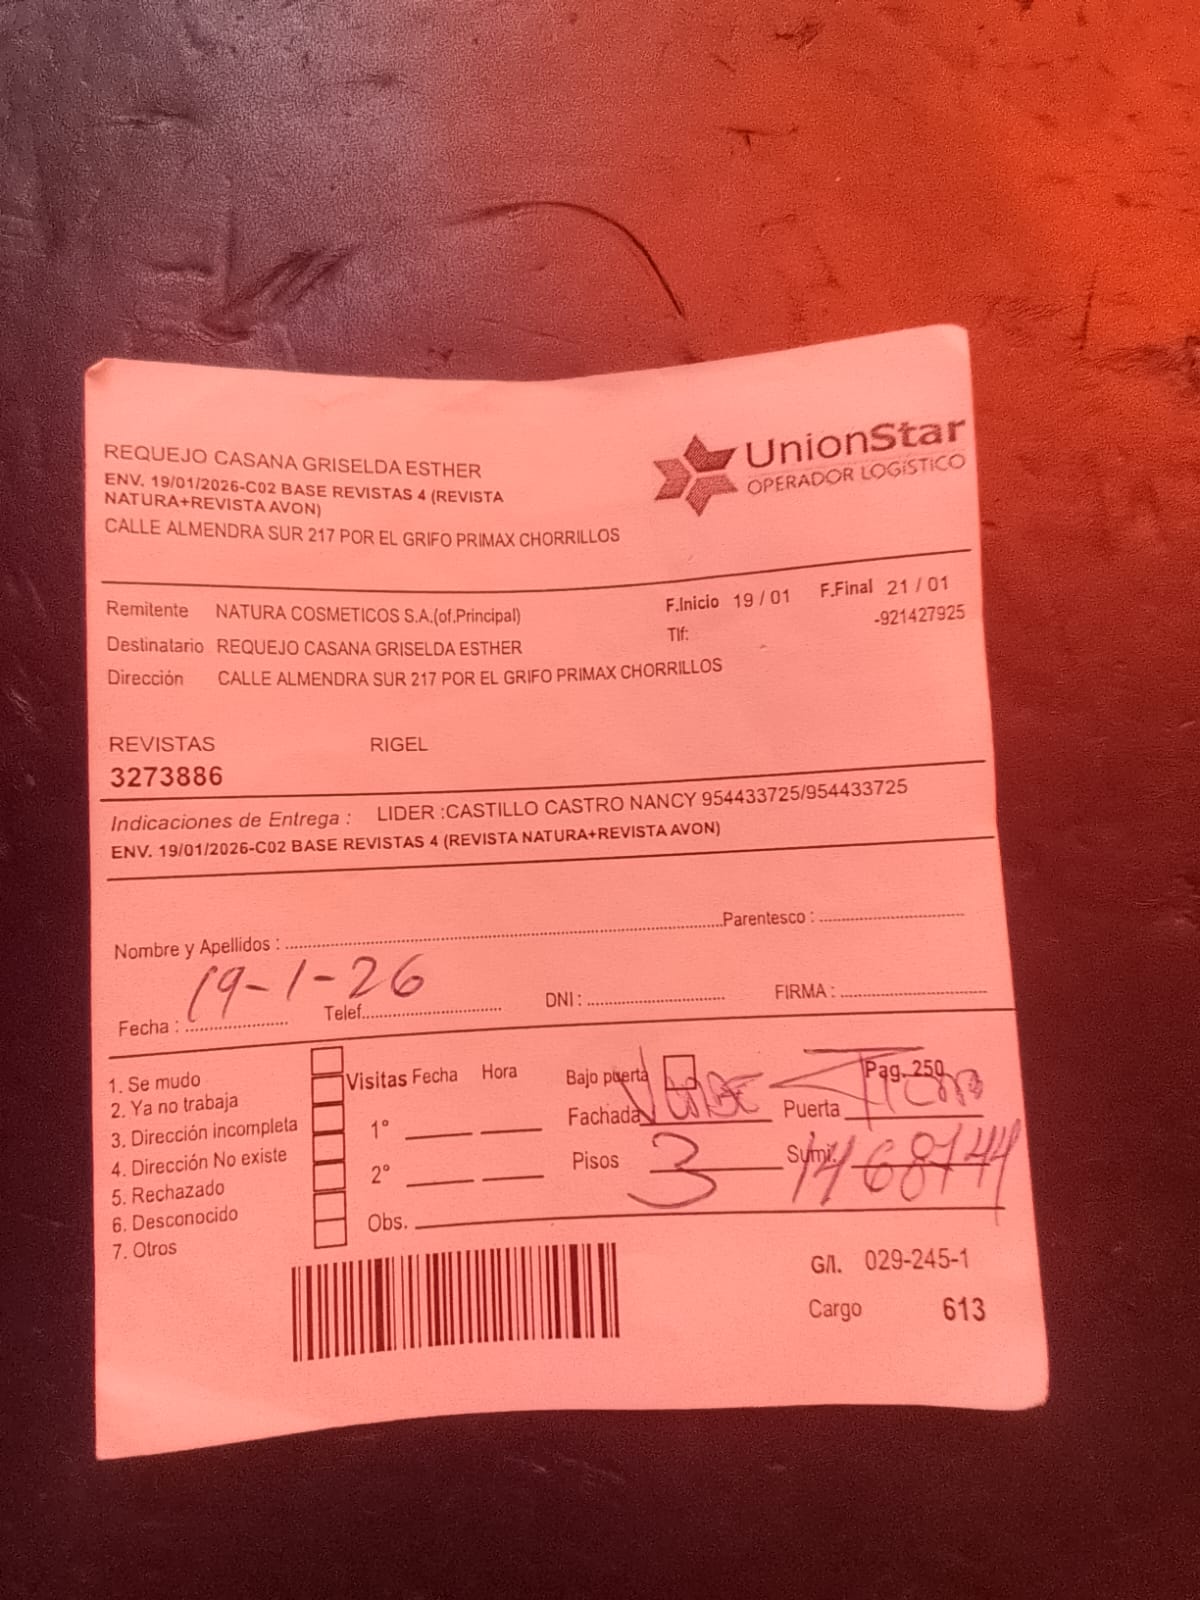 REQUEJO CASANA GRISELDA ESTHER
ENV. 19/01/2026-C02 BASE REVISTAS 4 (REVISTA
NATURA+REVISTA AVON)
CALLE ALMENDRA SUR 217 POR EL GRIFO PRIMAX CHORRILLOS
UnionStar
OPERADOR LOGISTICO
Remitente NATURA COSMETICOS S.A.(of.Principal) F.Inicio 19 / 01 F.Final 21 / 01
Destinatario REQUEJO CASANA GRISELDA ESTHER Tlf: -921427925
Dirección CALLE ALMENDRA SUR 217 POR EL GRIFO PRIMAX CHORRILLOS
REVISTAS RIGEL
3273886
Indicaciones de Entrega : LIDER :CASTILLO CASTRO NANCY 954433725/954433725
ENV. 19/01/2026-C02 BASE REVISTAS 4 (REVISTA NATURA+REVISTA AVON)
Nombre y Apellidos : Parentesco :
Fecha : 19-1-26 Telef. DNI : FIRMA :
1. Se mudo
2. Ya no trabaja
3. Dirección incompleta
4. Dirección No existe
5. Rechazado
6. Desconocido
7. Otros
Visitas Fecha Hora
1°
2°
Obs.
Bajo puerta Pag. 250
Fachada Verde Puerta Fierro
Pisos 3 Sumi. 1468744
G/I. 029-245-1
Cargo 613